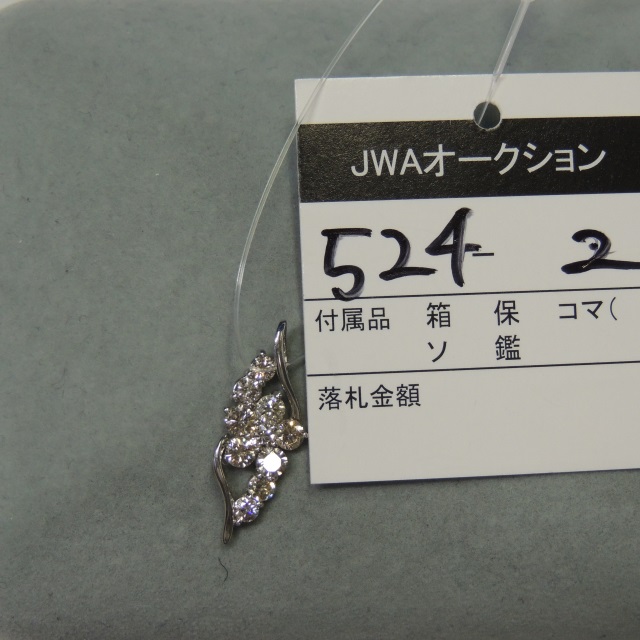 JWAオークション
524- 2
付属品 箱 保 コマ(
ソ 鑑
落札金額